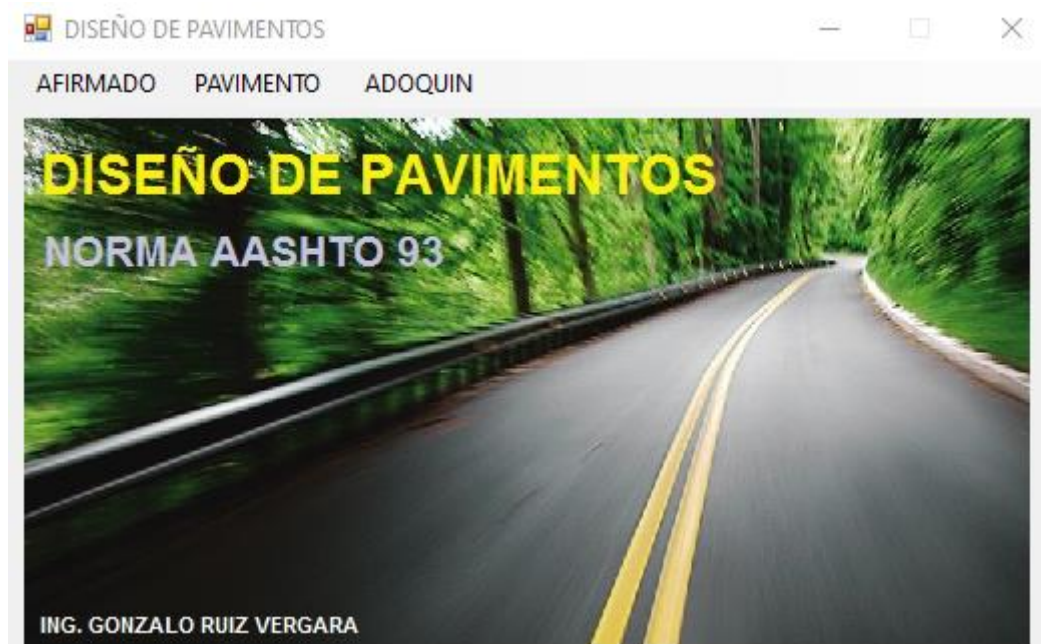 DISEÑO DE PAVIMENTOS
AFIRMADO PAVIMENTO ADOQUIN
DISEÑO DE PAVIMENTOS
NORMA AASHTO 93
ING. GONZALO RUIZ VERGARA